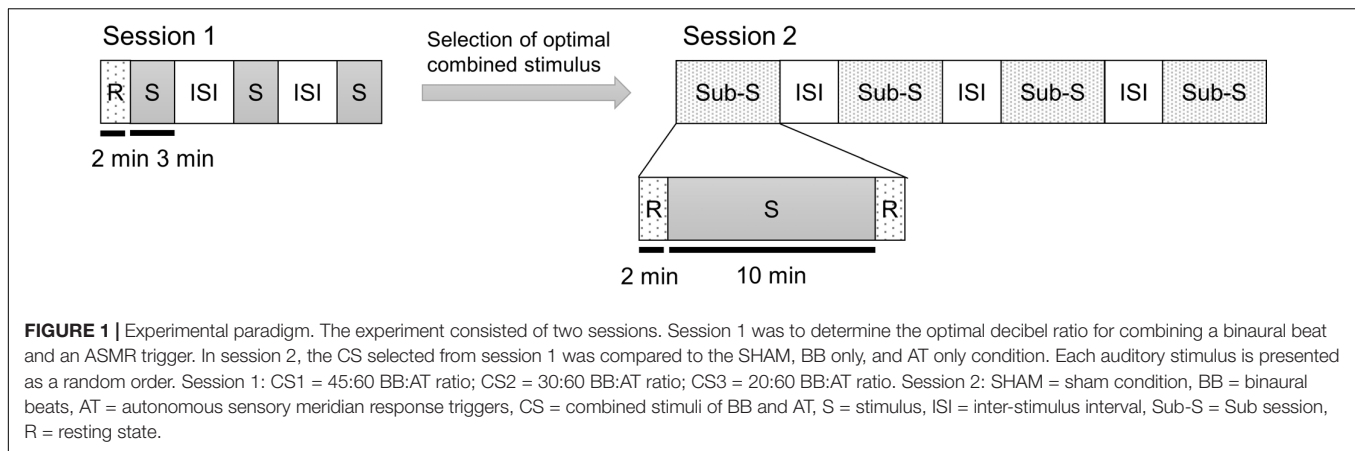 Session 1
R S ISI S ISI S
2 min 3 min
Selection of optimal
combined stimulus
Session 2
Sub-S ISI Sub-S ISI Sub-S ISI Sub-S
R S R
2 min 10 min
FIGURE 1 | Experimental paradigm. The experiment consisted of two sessions. Session 1 was to determine the optimal decibel ratio for combining a binaural beat
and an ASMR trigger. In session 2, the CS selected from session 1 was compared to the SHAM, BB only, and AT only condition. Each auditory stimulus is presented
as a random order. Session 1: CS1 = 45:60 BB:AT ratio; CS2 = 30:60 BB:AT ratio; CS3 = 20:60 BB:AT ratio. Session 2: SHAM = sham condition, BB = binaural
beats, AT = autonomous sensory meridian response triggers, CS = combined stimuli of BB and AT, S = stimulus, ISI = inter-stimulus interval, Sub-S = Sub session,
R = resting state.